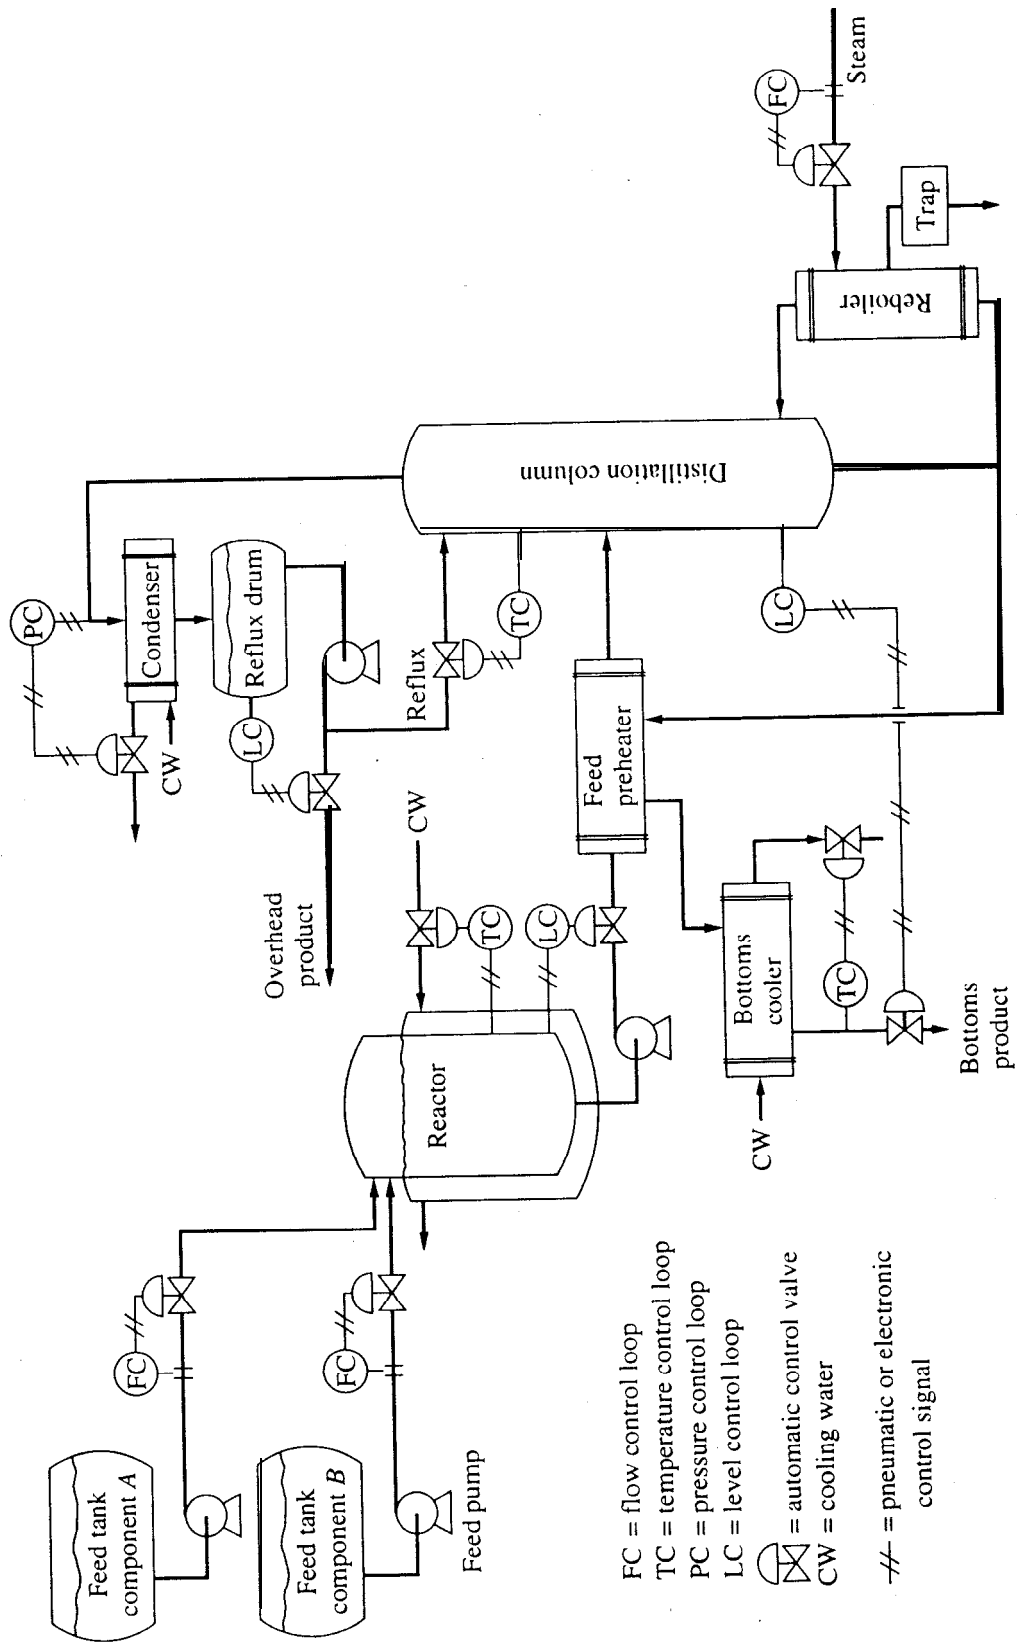 Feed tank
component A
FC
Feed tank
component B
FC
Feed pump
Reactor
TC
LC
CW
PC
Condenser
CW
Reflux drum
LC
Overhead
product
Reflux
TC
Feed
preheater
Distillation column
LC
Bottoms
cooler
CW
TC
Bottoms
product
Reboiler
Trap
FC
Steam
FC = flow control loop
TC = temperature control loop
PC = pressure control loop
LC = level control loop
= automatic control valve
CW = cooling water
= pneumatic or electronic
control signal